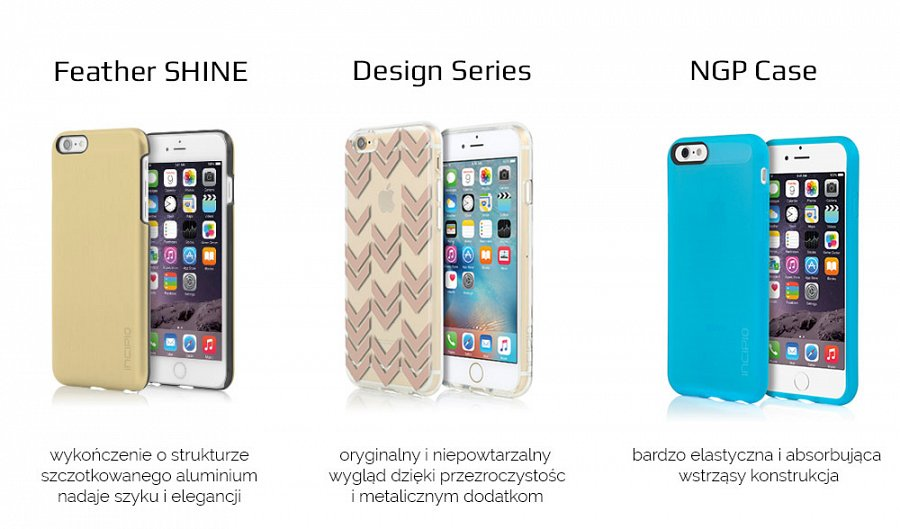 Feather SHINE
Design Series
NGP Case
INCIPIO
INCIPIO
wykończenie o strukturze
szczotkowanego aluminium
nadaje szyku i elegancji
oryginalny i niepowtarzalny
wygląd dzięki przezroczystośc
i metalicznym dodatkom
bardzo elastyczna i absorbująca
wstrząsy konstrukcja